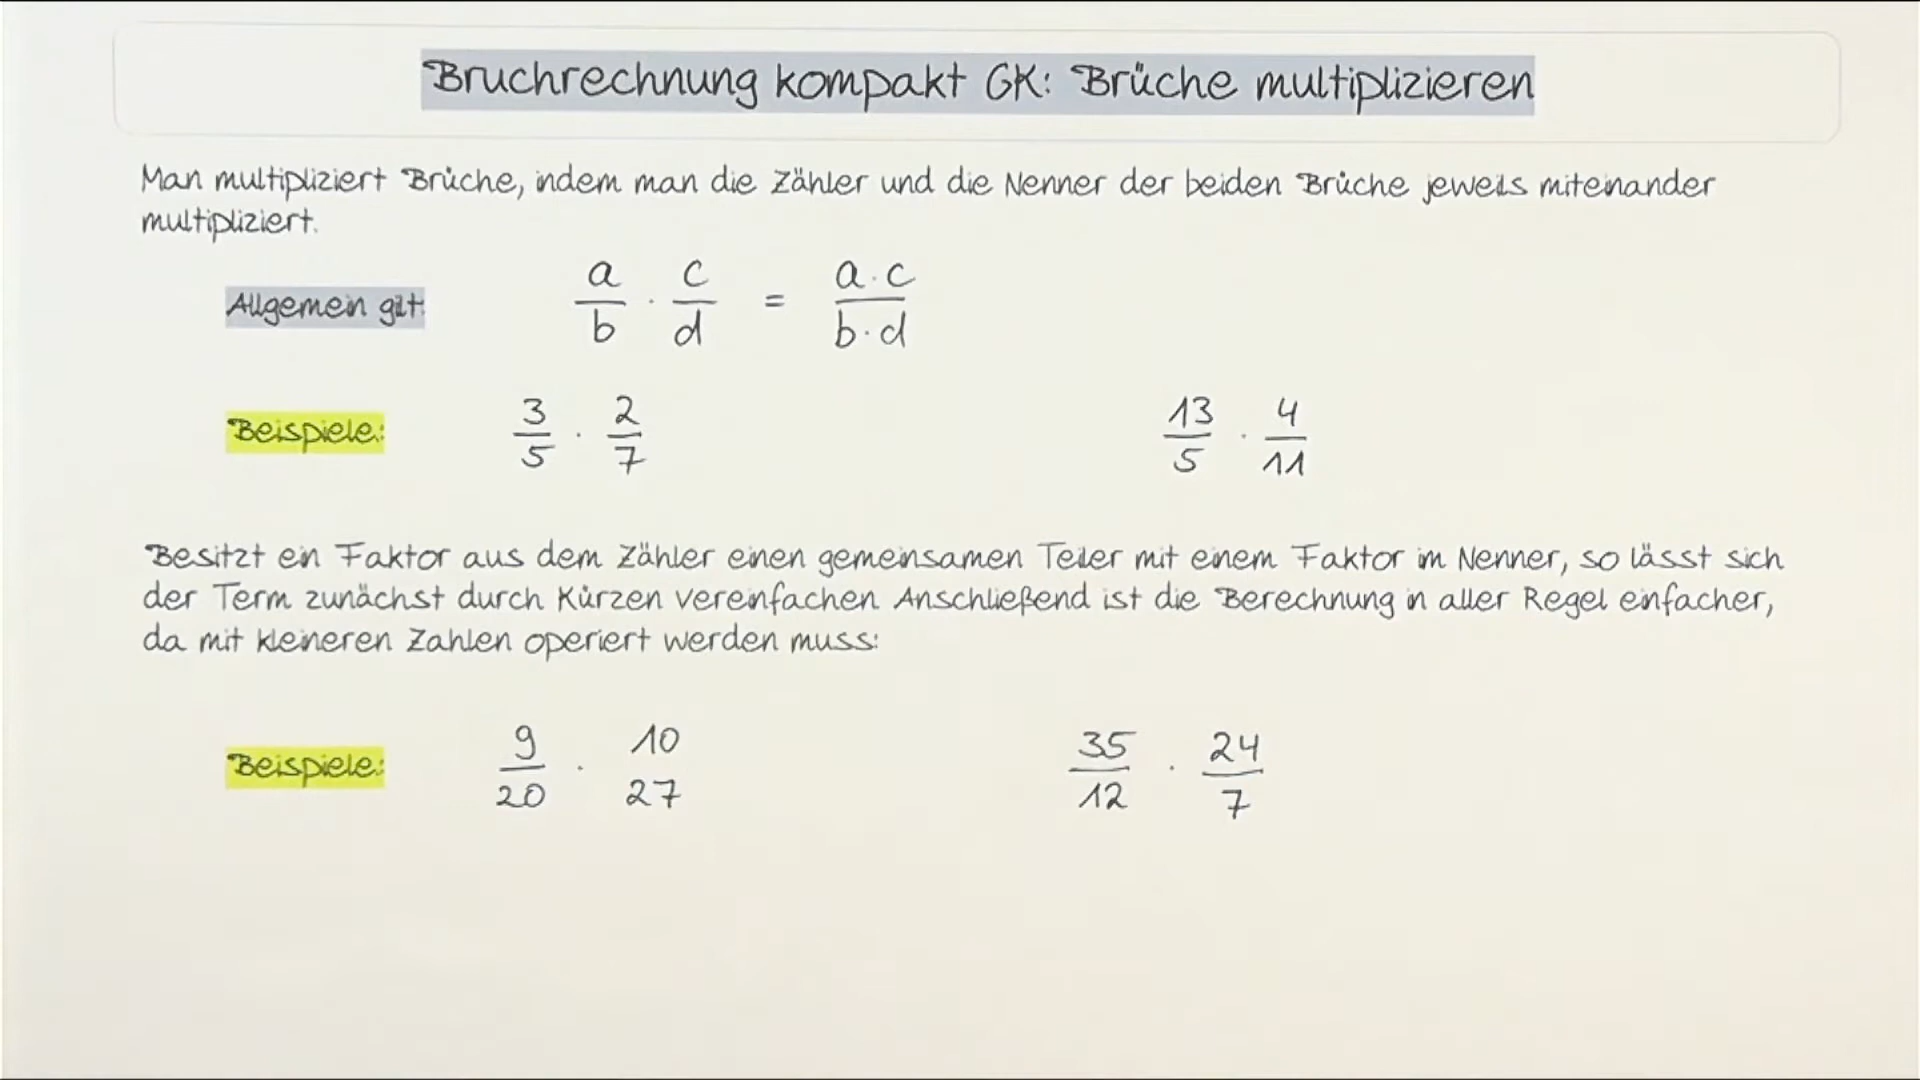 Bruchrechnung kompakt GK: Brüche multiplizieren
Man multipliziert Brüche, indem man die Zähler und die Nenner der beiden Brüche jeweils miteinander
multipliziert.
Allgemein gilt: a/b · c/d = a·c/b·d
Beispiele: 3/5 · 2/7 13/5 · 4/11
Besitzt ein Faktor aus dem Zähler einen gemeinsamen Teiler mit einem Faktor im Nenner, so lässt sich
der Term zunächst durch Kürzen vereinfachen Anschließend ist die Berechnung in aller Regel einfacher,
da mit kleineren Zahlen operiert werden muss:
Beispiele: 9/20 · 10 27 35/12 · 24/7